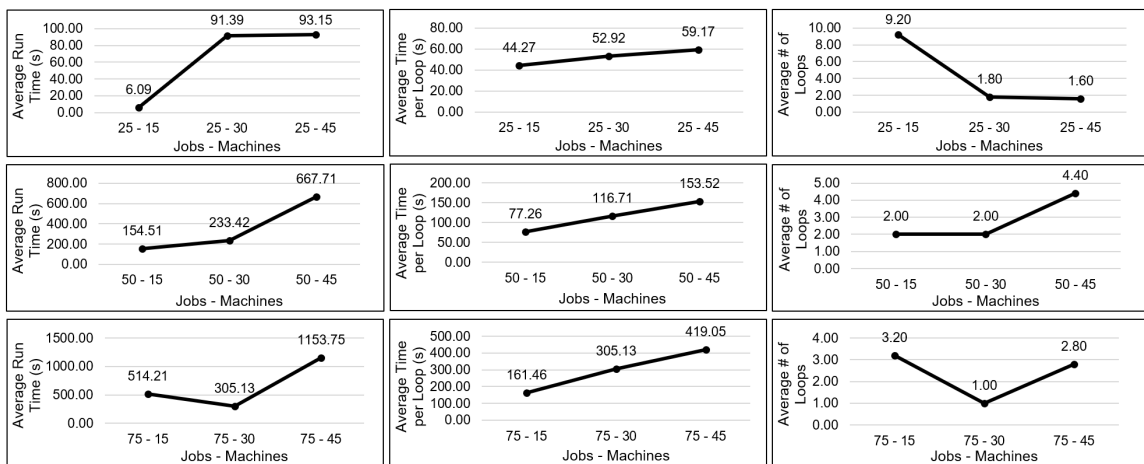 Average Run
Time (s)
100.00
80.00
60.00
40.00
20.00
0.00
6.09
91.39
93.15
25 - 15
25 - 30
25 - 45
Jobs - Machines
Average Time
per Loop (s)
80.00
60.00
40.00
20.00
0.00
44.27
52.92
59.17
25 - 15
25 - 30
25 - 45
Jobs - Machines
Average # of
Loops
10.00
8.00
6.00
4.00
2.00
0.00
9.20
1.80
1.60
25 - 15
25 - 30
25 - 45
Jobs - Machines
Average Run
Time (s)
800.00
600.00
400.00
200.00
0.00
154.51
233.42
667.71
50 - 15
50 - 30
50 - 45
Jobs - Machines
Average Time
per Loop (s)
200.00
150.00
100.00
50.00
0.00
77.26
116.71
153.52
50 - 15
50 - 30
50 - 45
Jobs - Machines
Average # of
Loops
5.00
4.00
3.00
2.00
1.00
0.00
2.00
2.00
4.40
50 - 15
50 - 30
50 - 45
Jobs - Machines
Average Run
Time (s)
1500.00
1000.00
500.00
0.00
514.21
305.13
1153.75
75 - 15
75 - 30
75 - 45
Jobs - Machines
Average Time
per Loop (s)
500.00
400.00
300.00
200.00
100.00
0.00
161.46
305.13
419.05
75 - 15
75 - 30
75 - 45
Jobs - Machines
Average # of
Loops
4.00
3.00
2.00
1.00
0.00
3.20
1.00
2.80
75 - 15
75 - 30
75 - 45
Jobs - Machines